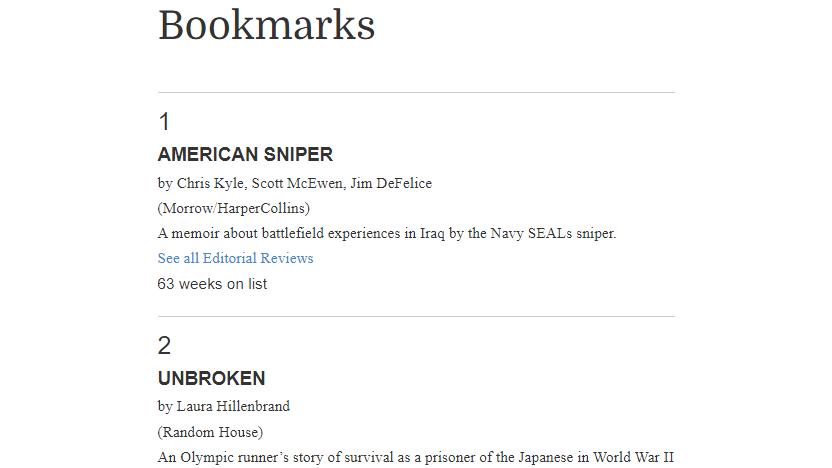 Bookmarks
1
AMERICAN SNIPER
by Chris Kyle, Scott McEwen, Jim DeFelice
(Morrow/HarperCollins)
A memoir about battlefield experiences in Iraq by the Navy SEALs sniper.
See all Editorial Reviews
63 weeks on list
2
UNBROKEN
by Laura Hillenbrand
(Random House)
An Olympic runner’s story of survival as a prisoner of the Japanese in World War II